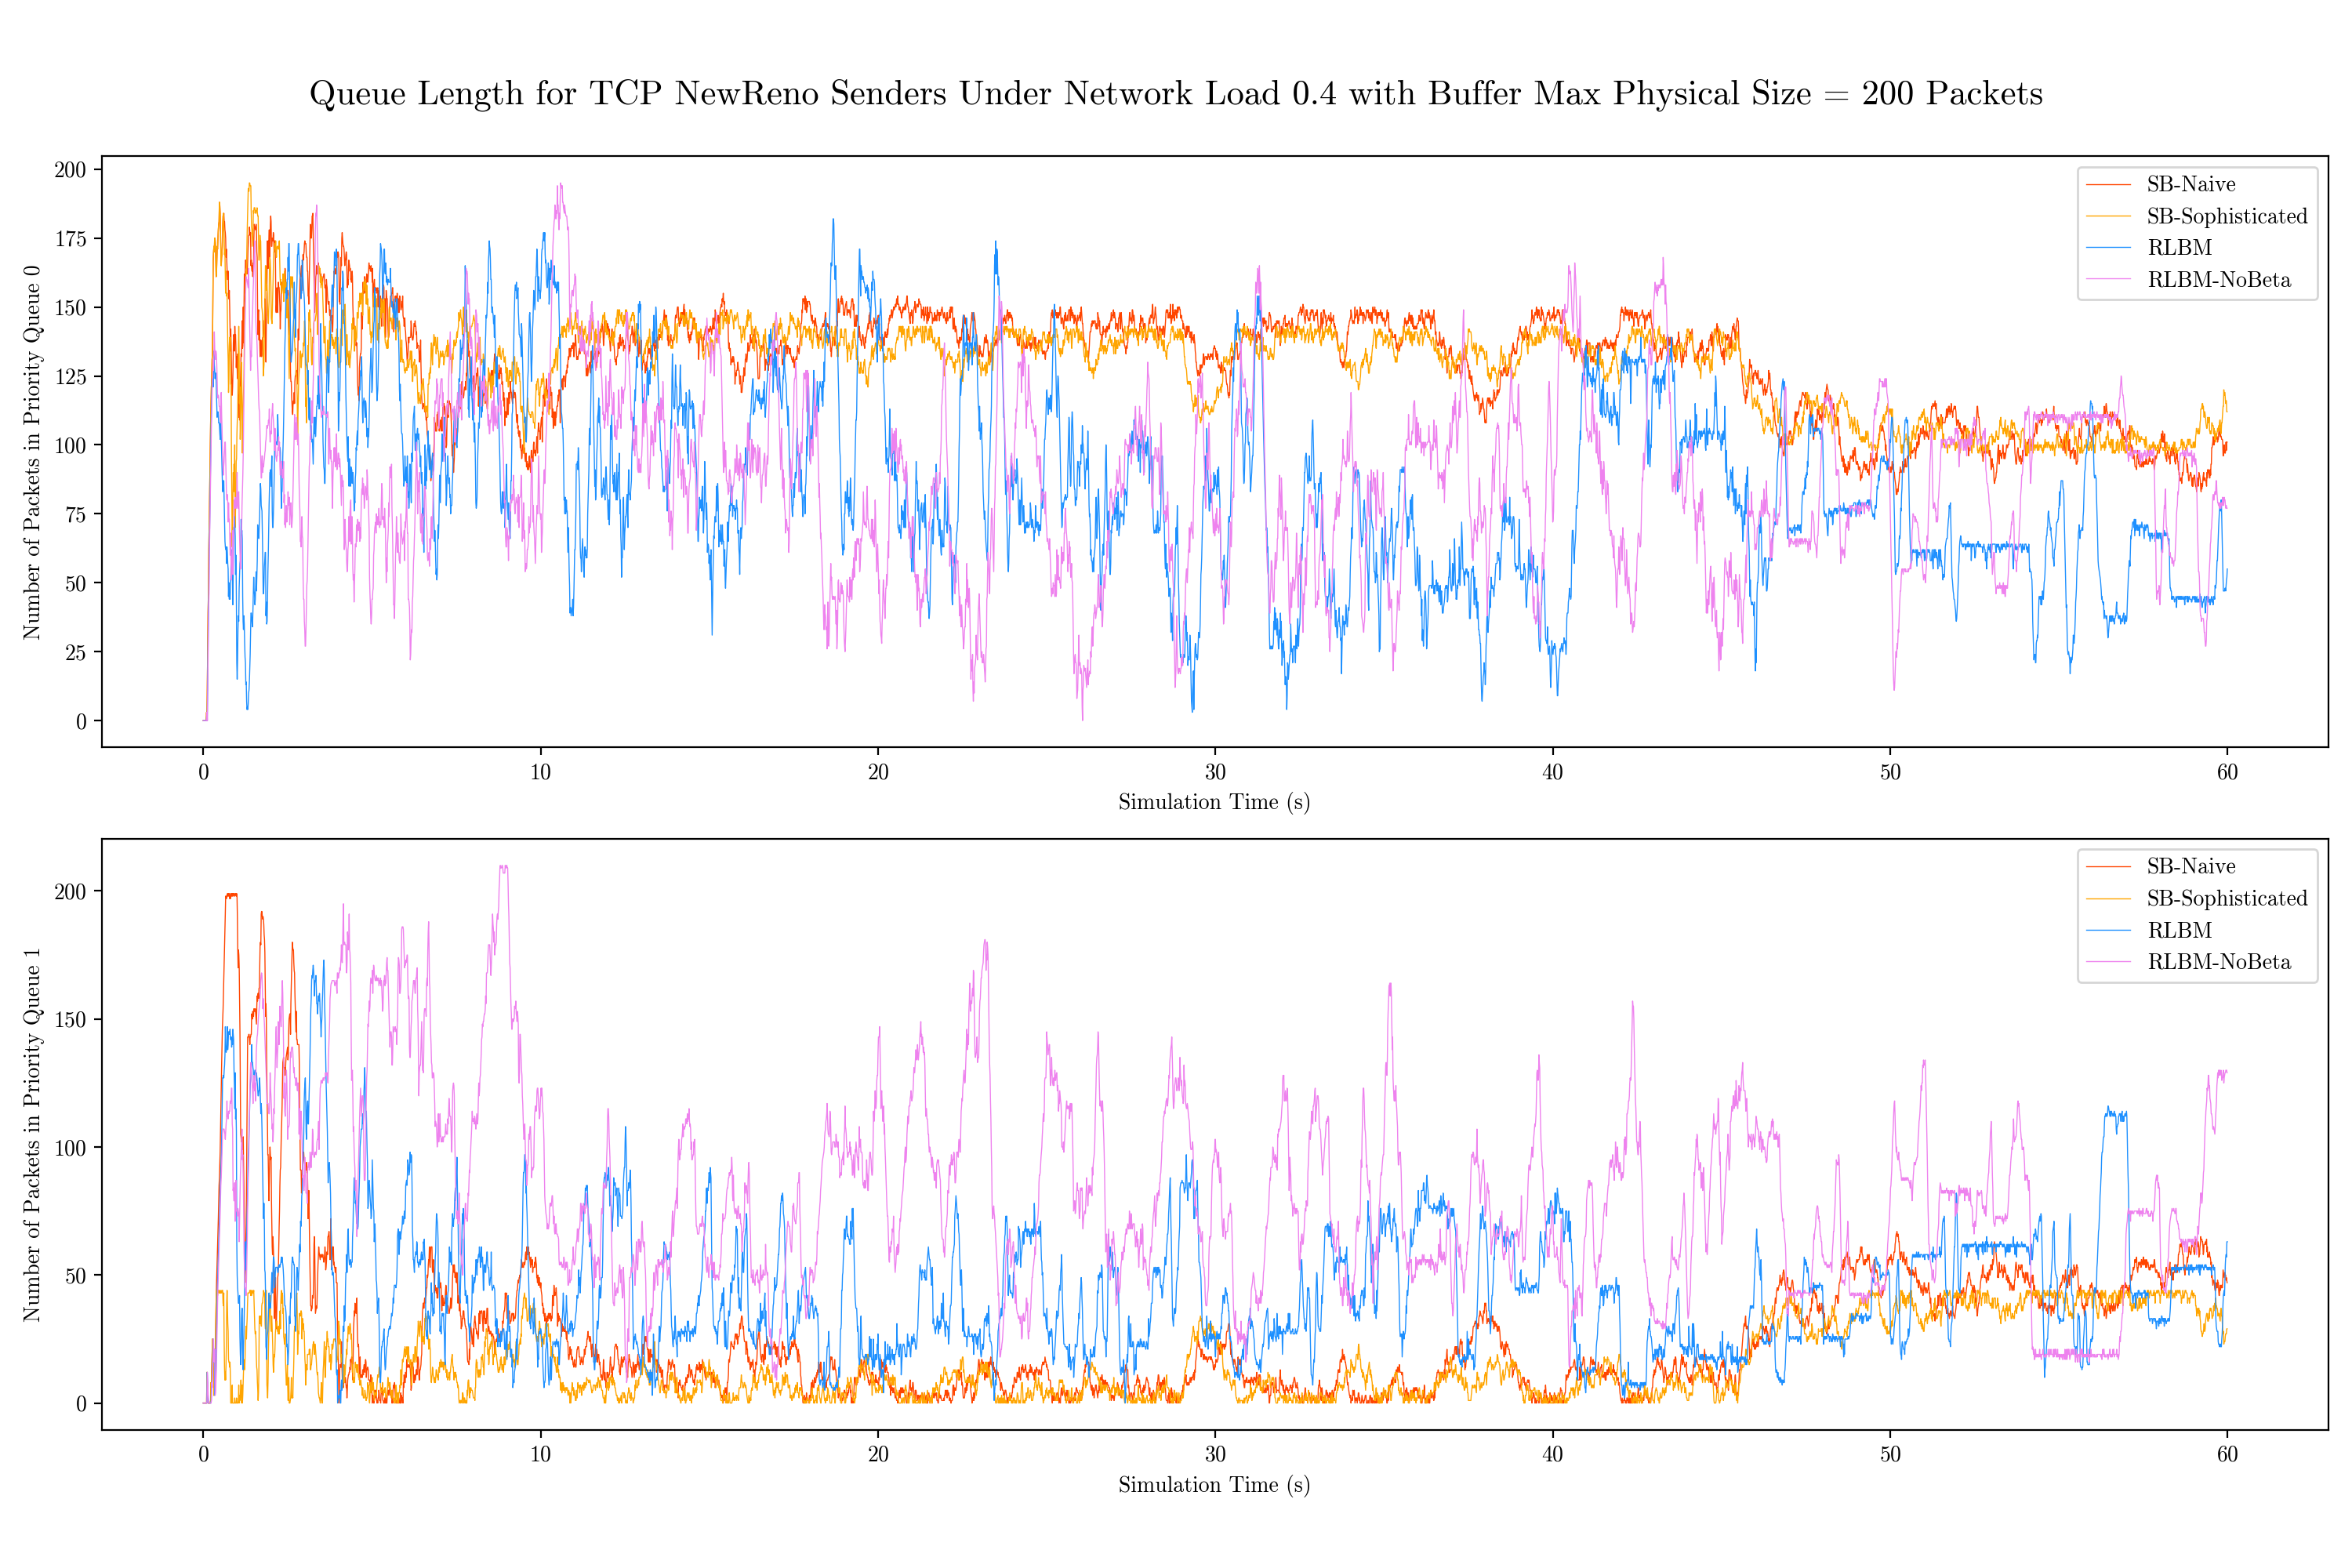 Queue Length for TCP NewReno Senders Under Network Load 0.4 with Buffer Max Physical Size = 200 Packets
Number of Packets in Priority Queue 0
200
175
150
125
100
75
50
25
0
SB-Naive
SB-Sophisticated
RLBM
RLBM-NoBeta
0 10 20 30 40 50 60
Simulation Time (s)
Number of Packets in Priority Queue 1
200
150
100
50
0
SB-Naive
SB-Sophisticated
RLBM
RLBM-NoBeta
0 10 20 30 40 50 60
Simulation Time (s)